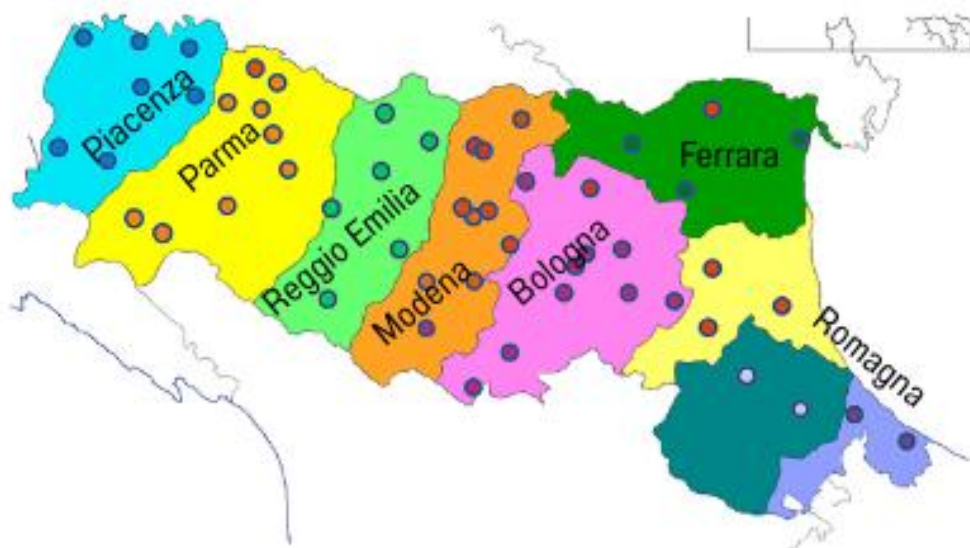 Piacenza
Parma
Reggio Emilia
Modena
Bologna
Ferrara
Romagna